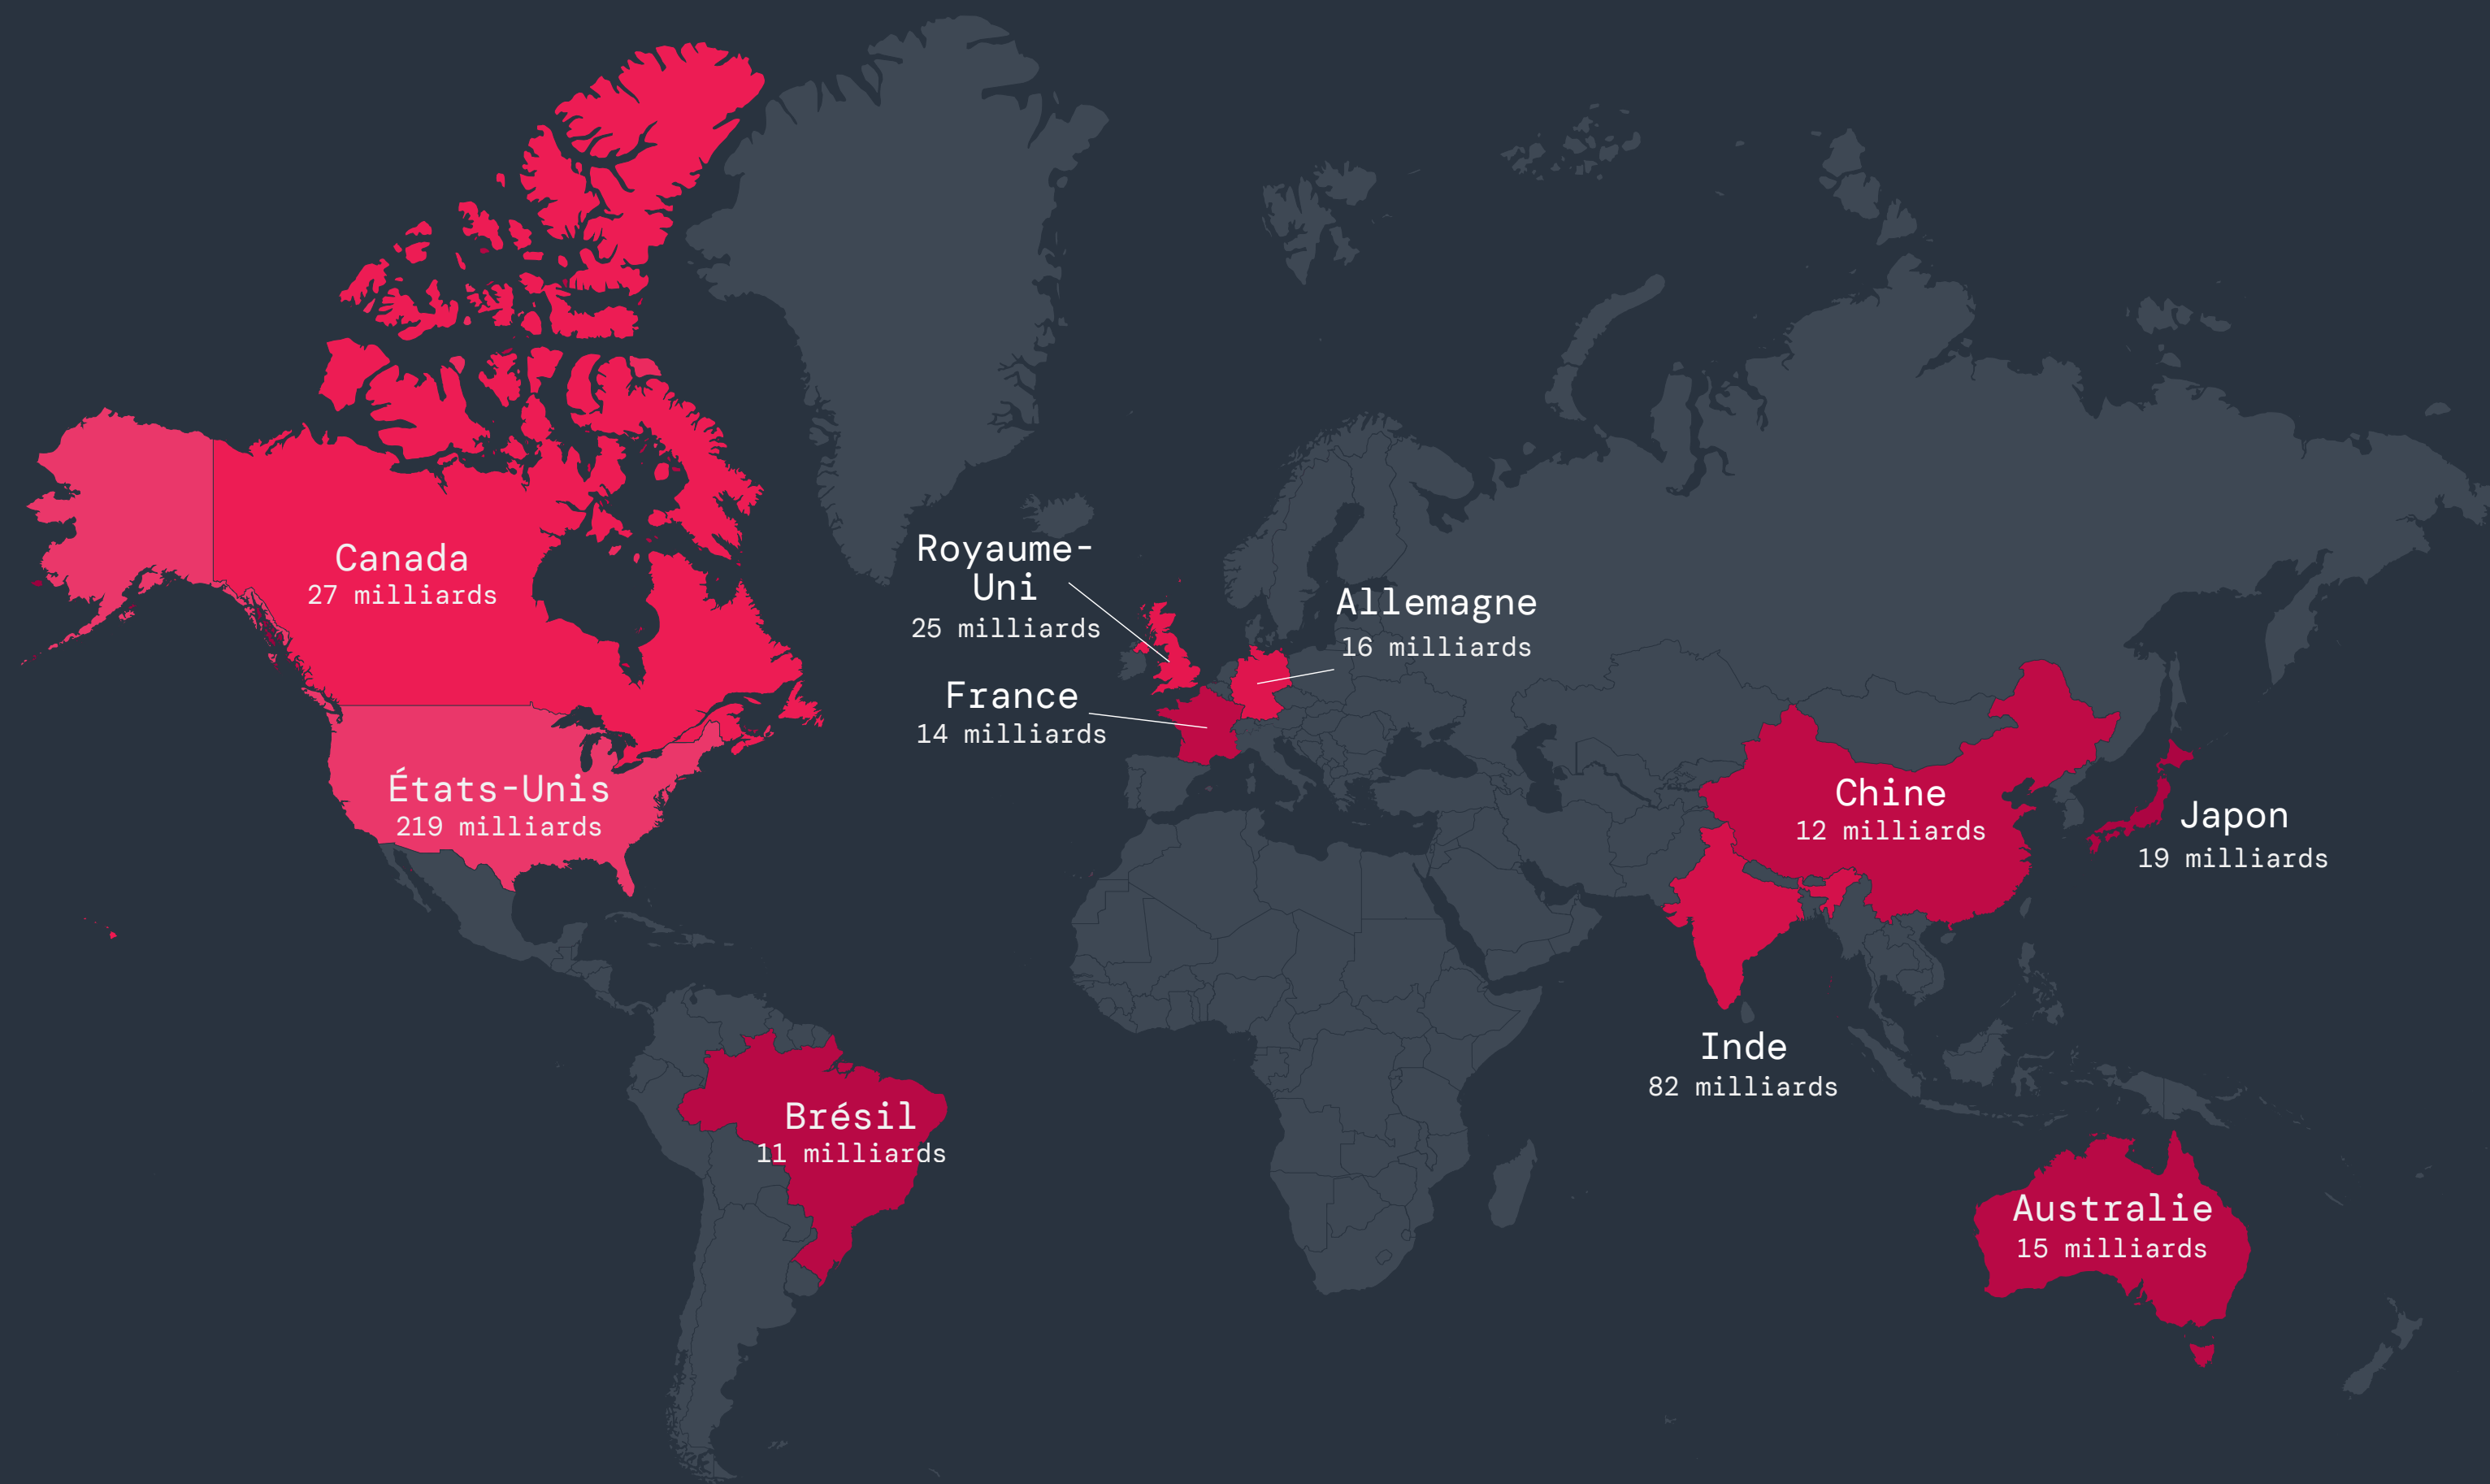 Canada
27 milliards
États-Unis
219 milliards
Royaume-
Uni
25 milliards
France
14 milliards
Allemagne
16 milliards
Chine
12 milliards
Japon
19 milliards
Inde
82 milliards
Brésil
11 milliards
Australie
15 milliards